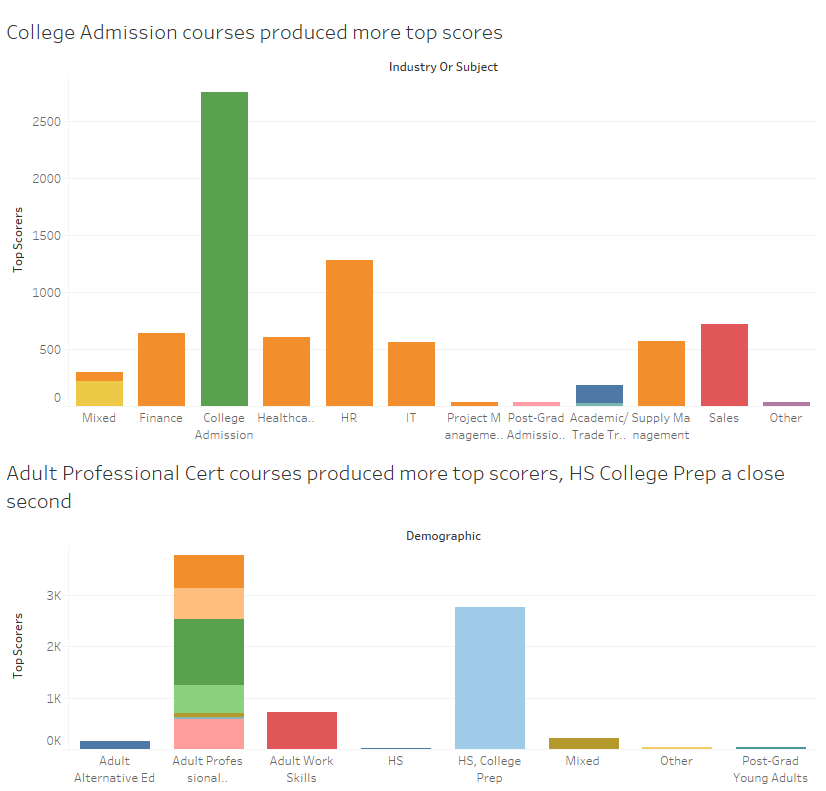 College Admission courses produced more top scores
Industry Or Subject
Top Scorers
2500
2000
1500
1000
500
0
Mixed
Finance
College
Admission
Healthca..
HR
IT
Project M
anageme..
Post-Grad
Admissio..
Academic/
Trade Tr..
Supply Ma
nagement
Sales
Other
Adult Professional Cert courses produced more top scorers, HS College Prep a close
second
Demographic
Top Scorers
3K
2K
1K
0K
Adult
Alternative Ed
Adult Profes
sional..
Adult Work
Skills
HS
HS, College
Prep
Mixed
Other
Post-Grad
Young Adults